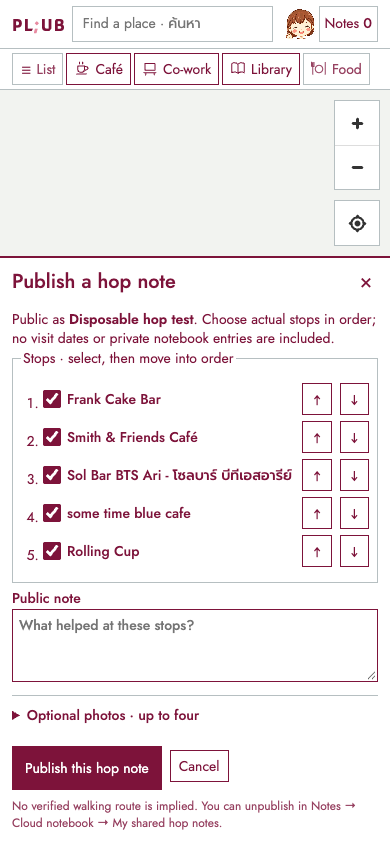 PL;UB
Find a place · ค้นหา
Notes 0
≡ List
Café
Co-work
Library
Food
+
−
Publish a hop note
×
Public as Disposable hop test. Choose actual stops in order;
no visit dates or private notebook entries are included.
Stops · select, then move into order
1. Frank Cake Bar ↑ ↓
2. Smith & Friends Café ↑ ↓
3. Sol Bar BTS Ari - โซลบาร์ บีทีเอสอารีย์ ↑ ↓
4. some time blue cafe ↑ ↓
5. Rolling Cup ↑ ↓
Public note
What helped at these stops?
▶ Optional photos · up to four
Publish this hop note
Cancel
No verified walking route is implied. You can unpublish in Notes →
Cloud notebook → My shared hop notes.